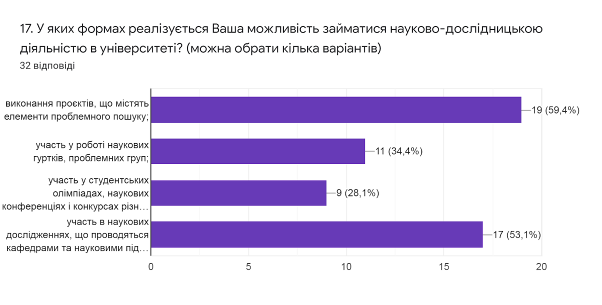 17. У яких формах реалізується Ваша можливість займатися науково-дослідницькою
діяльністю в університеті? (можна обрати кілька варіантів)
32 відповіді
виконання проєктів, що містять
елементи проблемного пошуку;
19 (59,4%)
участь у роботі наукових
гуртків, проблемних груп;
11 (34,4%)
участь у студентських
олімпіадах, наукових
конференціях і конкурсах різн…
9 (28,1%)
участь в наукових
дослідженнях, що проводяться
кафедрами та науковими під…
17 (53,1%)
0 5 10 15 20